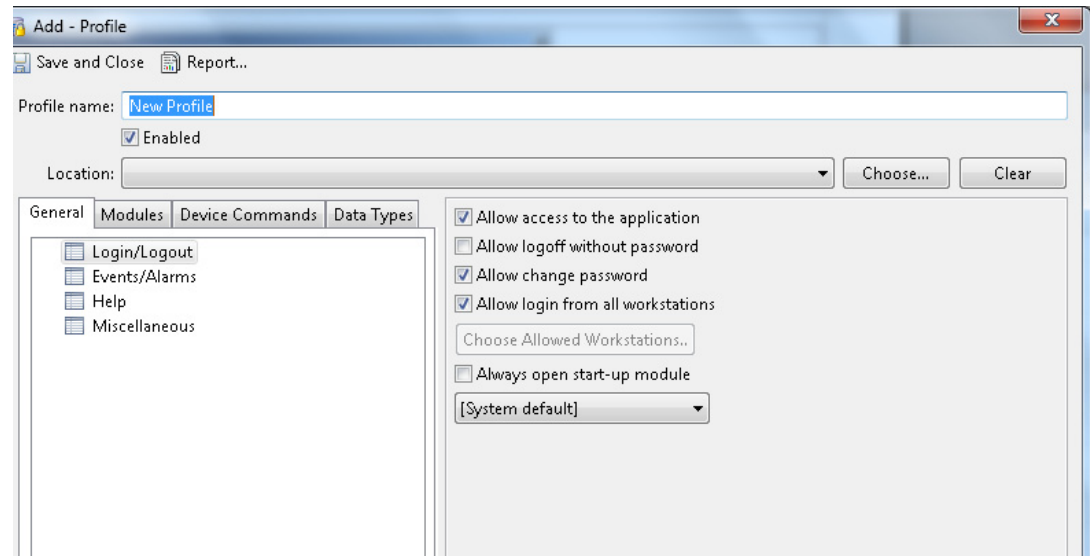 Add - Profile
Save and Close Report...
Profile name: New Profile
Enabled
Location: Choose... Clear
General Modules Device Commands Data Types
Login/Logout
Events/Alarms
Help
Miscellaneous
Allow access to the application
Allow logoff without password
Allow change password
Allow login from all workstations
Choose Allowed Workstations..
Always open start-up module
[System default]